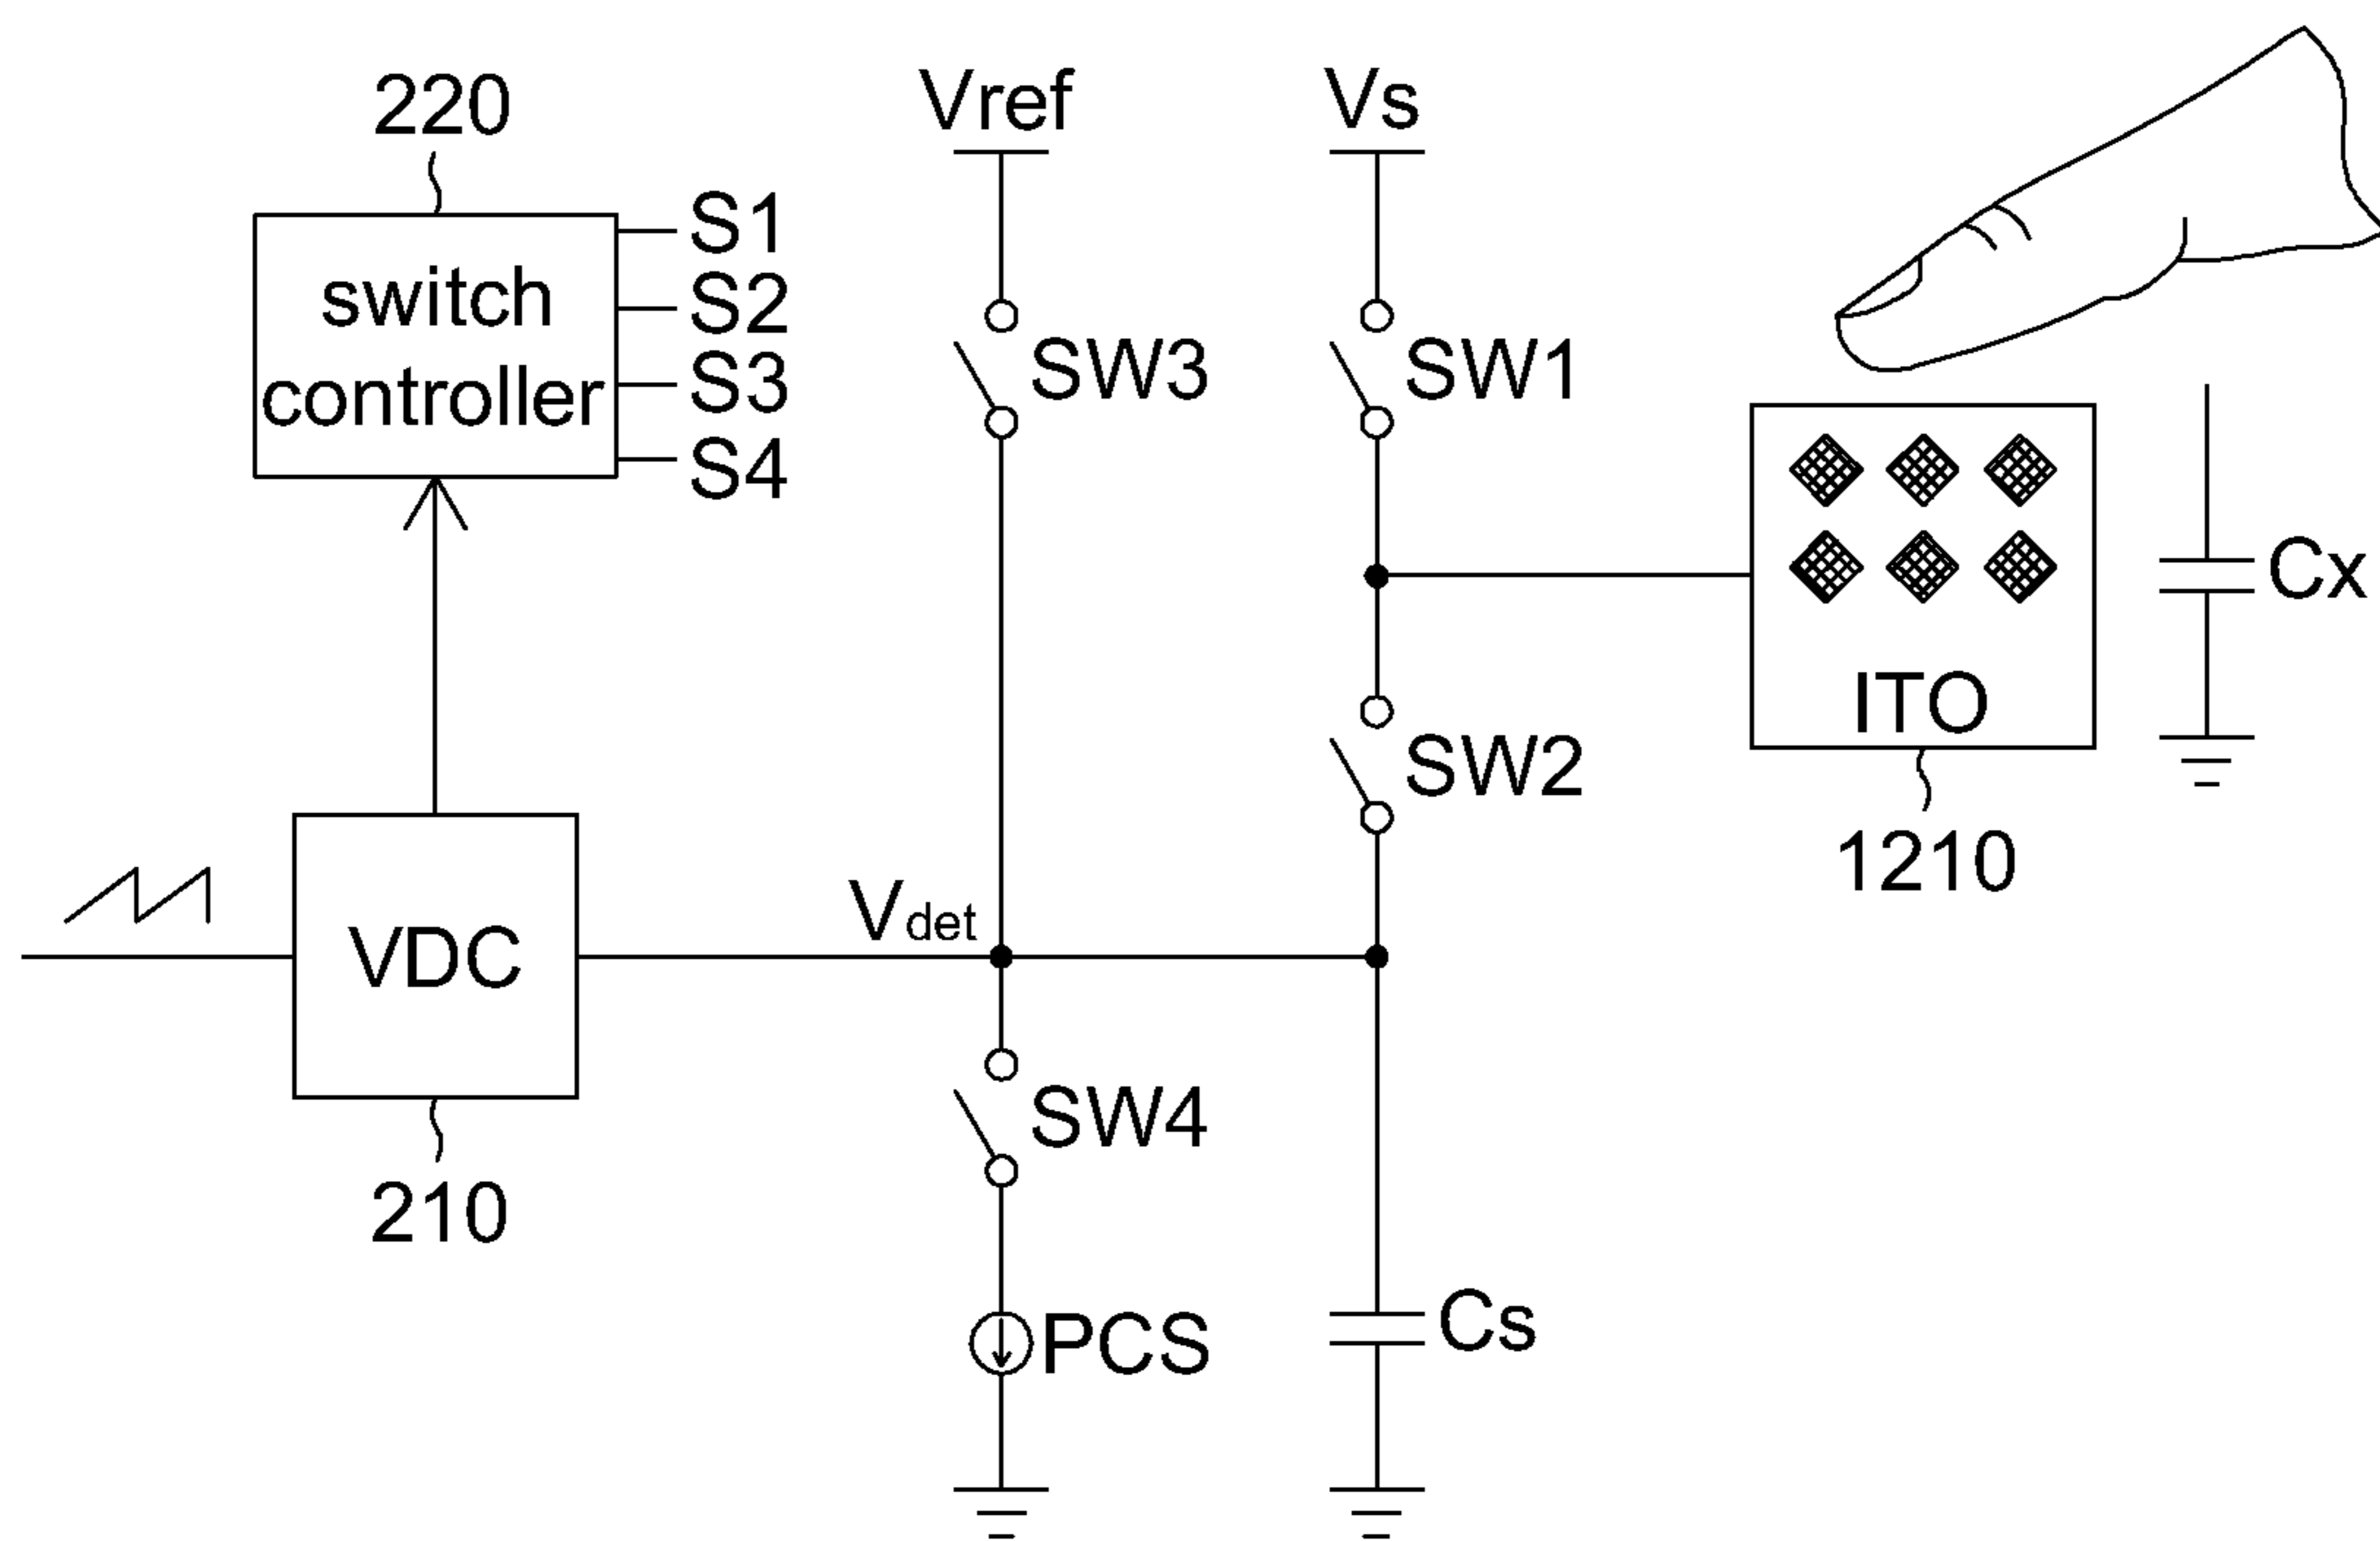 220
Vref
Vs
switch
controller
S1
S2
S3
S4
SW3
SW1
Cx
ITO
SW2
1210
Vdet
VDC
SW4
210
PCS
Cs